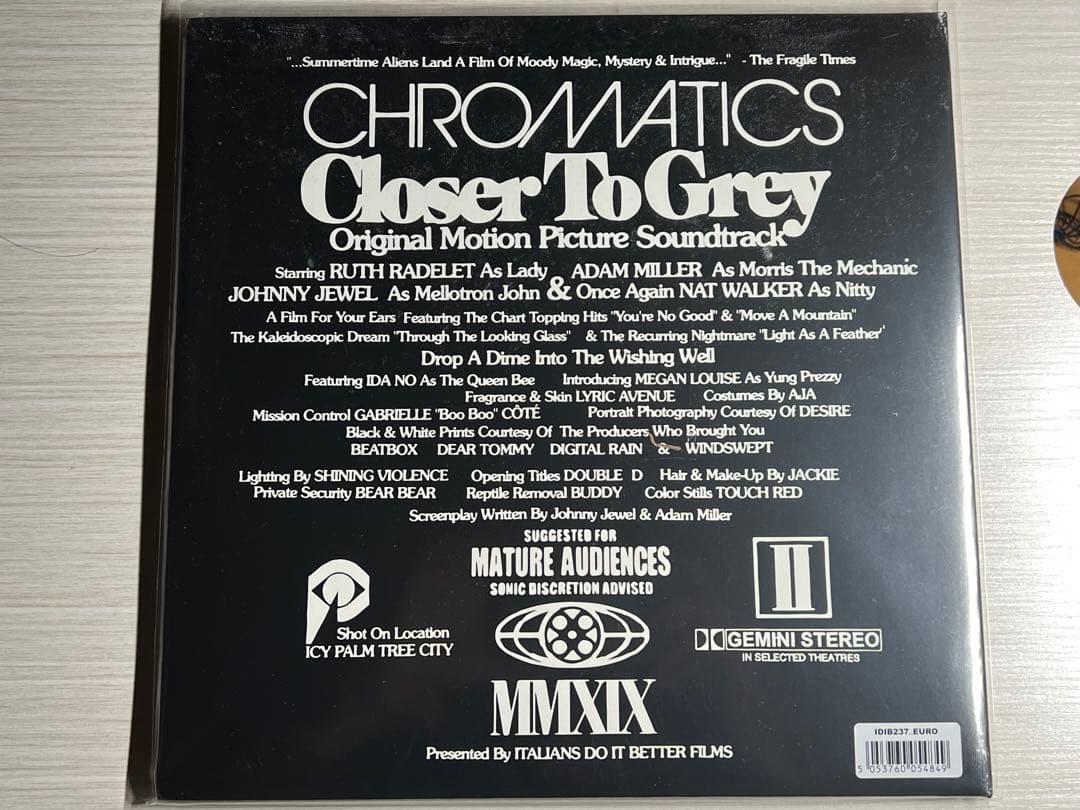 "...Summertime Aliens Land A Film Of Moody Magic, Mystery & Intrigue..." - The Fragile Times
CHROMATICS
Closer To Grey
Original Motion Picture Soundtrack
Starring RUTH RADELET As Lady ADAM MILLER As Morris The Mechanic
JOHNNY JEWEL As Mellotron John & Once Again NAT WALKER As Nitty
A Film For Your Ears Featuring The Chart Topping Hits "You're No Good" & "Move A Mountain"
The Kaleidoscopic Dream "Through The Looking Glass" & The Recurring Nightmare "Light As A Feather"
Drop A Dime Into The Wishing Well
Featuring IDA NO As The Queen Bee Introducing MEGAN LOUISE As Yung Prezzy
Fragrance & Skin LYRIC AVENUE Costumes By AJA
Mission Control GABRIELLE "Boo Boo" CÔTÉ Portrait Photography Courtesy Of DESIRE
Black & White Prints Courtesy Of The Producers Who Brought You
BEATBOX DEAR TOMMY DIGITAL RAIN & WINDSWEPT
Lighting By SHINING VIOLENCE Opening Titles DOUBLE D Hair & Make-Up By JACKIE
Private Security BEAR BEAR Reptile Removal BUDDY Color Stills TOUCH RED
Screenplay Written By Johnny Jewel & Adam Miller
SUGGESTED FOR
MATURE AUDIENCES
SONIC DISCRETION ADVISED
Shot On Location
ICY PALM TREE CITY
II
GEMINI STEREO
IN SELECTED THEATRES
MMXIX
Presented By ITALIANS DO IT BETTER FILMS
IDIB237_EURO
5 053760 054849